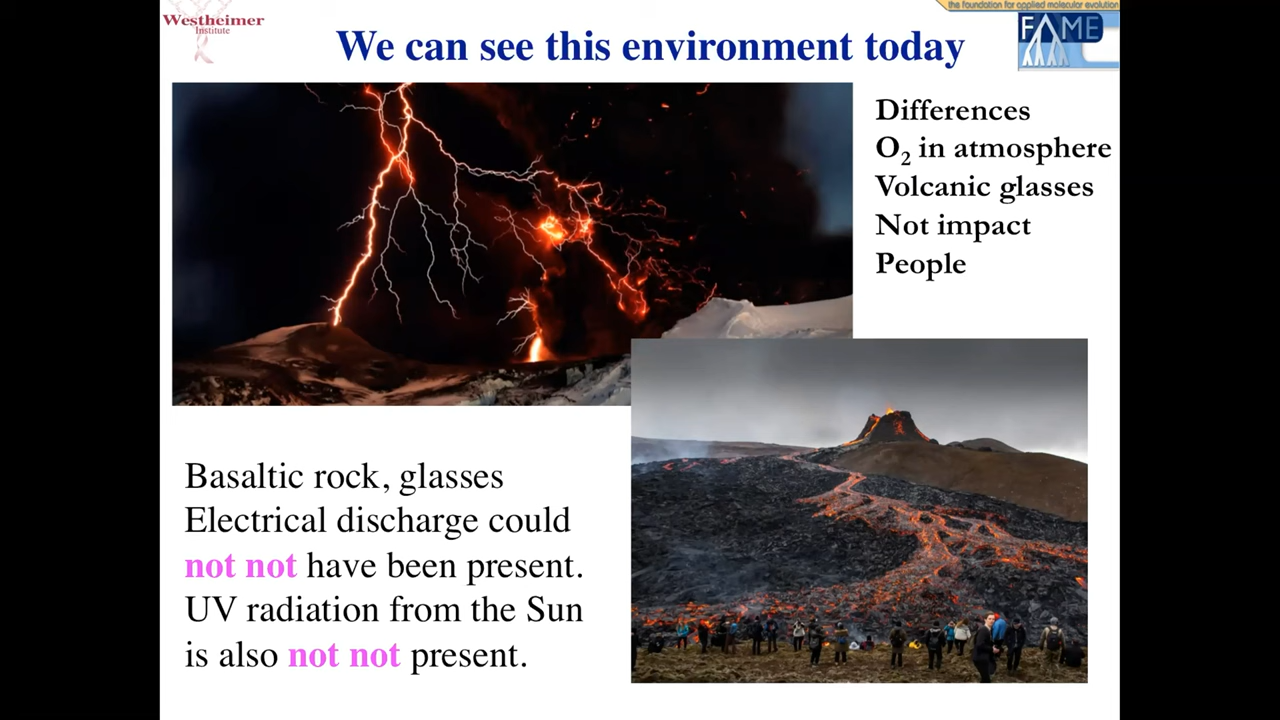 Westheimer
Institute
the foundation for applied molecular evolution
FAME
We can see this environment today
Differences
O₂ in atmosphere
Volcanic glasses
Not impact
People
Basaltic rock, glasses
Electrical discharge could
not not have been present.
UV radiation from the Sun
is also not not present.